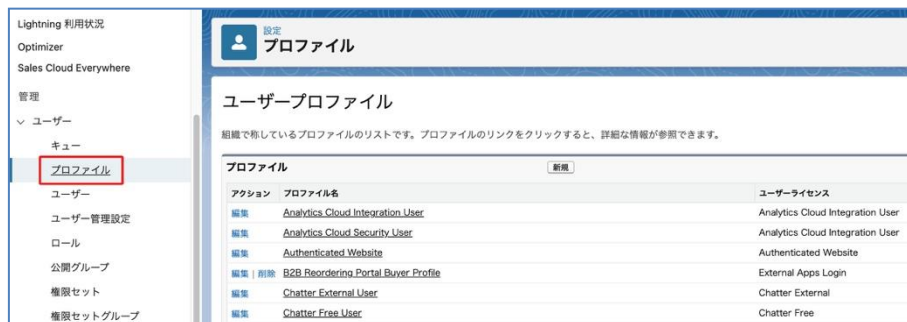 Lightning 利用状況
Optimizer
Sales Cloud Everywhere
管理
ユーザー
キュー
プロファイル
ユーザー
ユーザー管理設定
ロール
公開グループ
権限セット
権限セットグループ
設定
プロファイル
ユーザープロファイル
組織で称しているプロファイルのリストです。プロファイルのリンクをクリックすると、詳細な情報が参照できます。
プロファイル 新規
アクション プロファイル名 ユーザーライセンス
編集 Analytics Cloud Integration User Analytics Cloud Integration User
編集 Analytics Cloud Security User Analytics Cloud Integration User
編集 Authenticated Website Authenticated Website
編集 | 削除 B2B Reordering Portal Buyer Profile External Apps Login
編集 Chatter External User Chatter External
編集 Chatter Free User Chatter Free